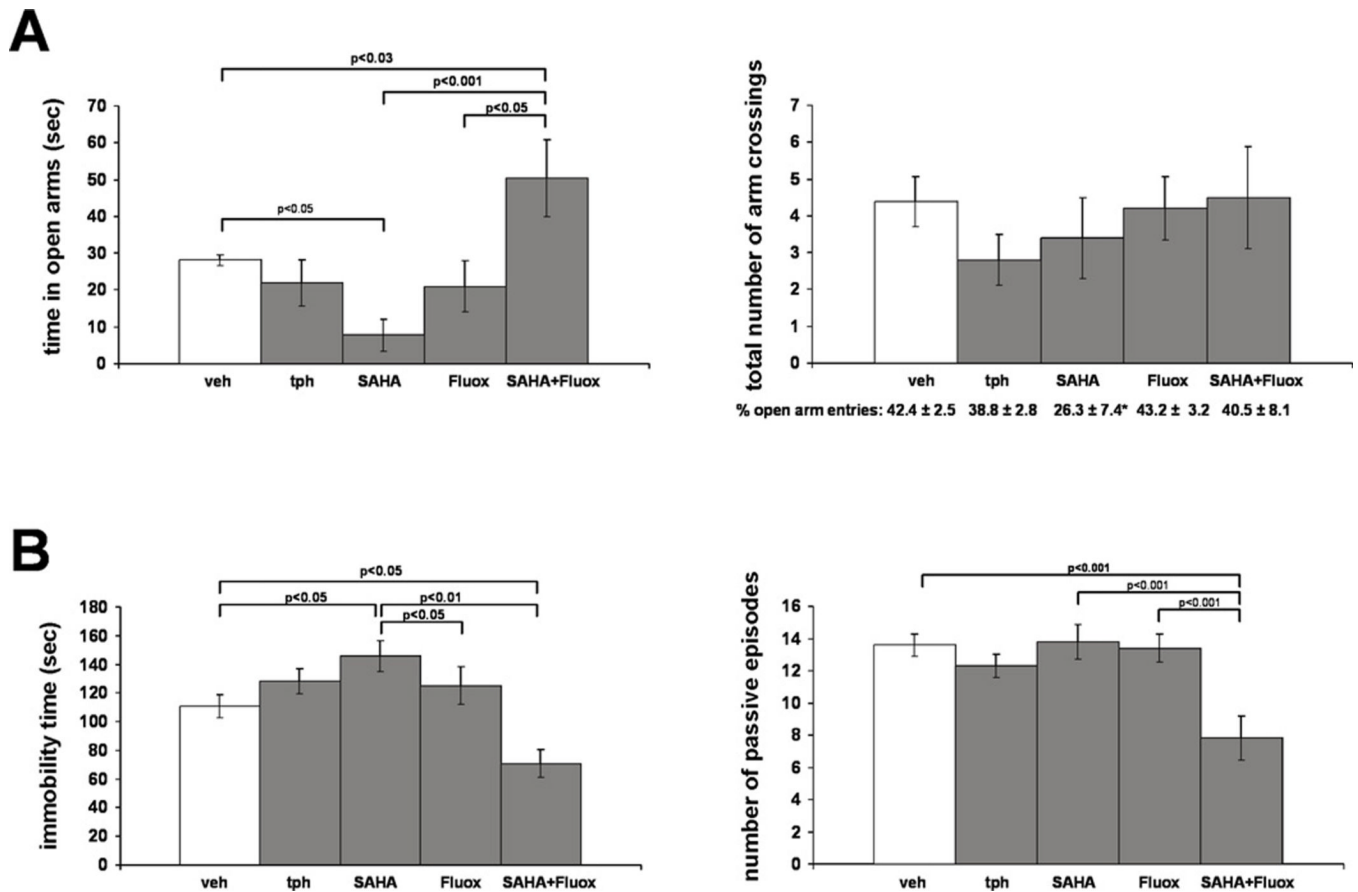 A
time in open arms (sec)
70
60
50
40
30
20
10
0
p<0.03
p<0.001
p<0.05
p<0.05
veh tph SAHA Fluox SAHA+Fluox
total number of arm crossings
7
6
5
4
3
2
1
0
veh tph SAHA Fluox SAHA+Fluox
% open arm entries: 42.4 ± 2.5 38.8 ± 2.8 26.3 ± 7.4* 43.2 ± 3.2 40.5 ± 8.1
B
immobility time (sec)
180
160
140
120
100
80
60
40
20
0
p<0.05
p<0.05 p<0.01
p<0.05
veh tph SAHA Fluox SAHA+Fluox
number of passive episodes
16
14
12
10
8
6
4
2
0
p<0.001
p<0.001
p<0.001
veh tph SAHA Fluox SAHA+Fluox